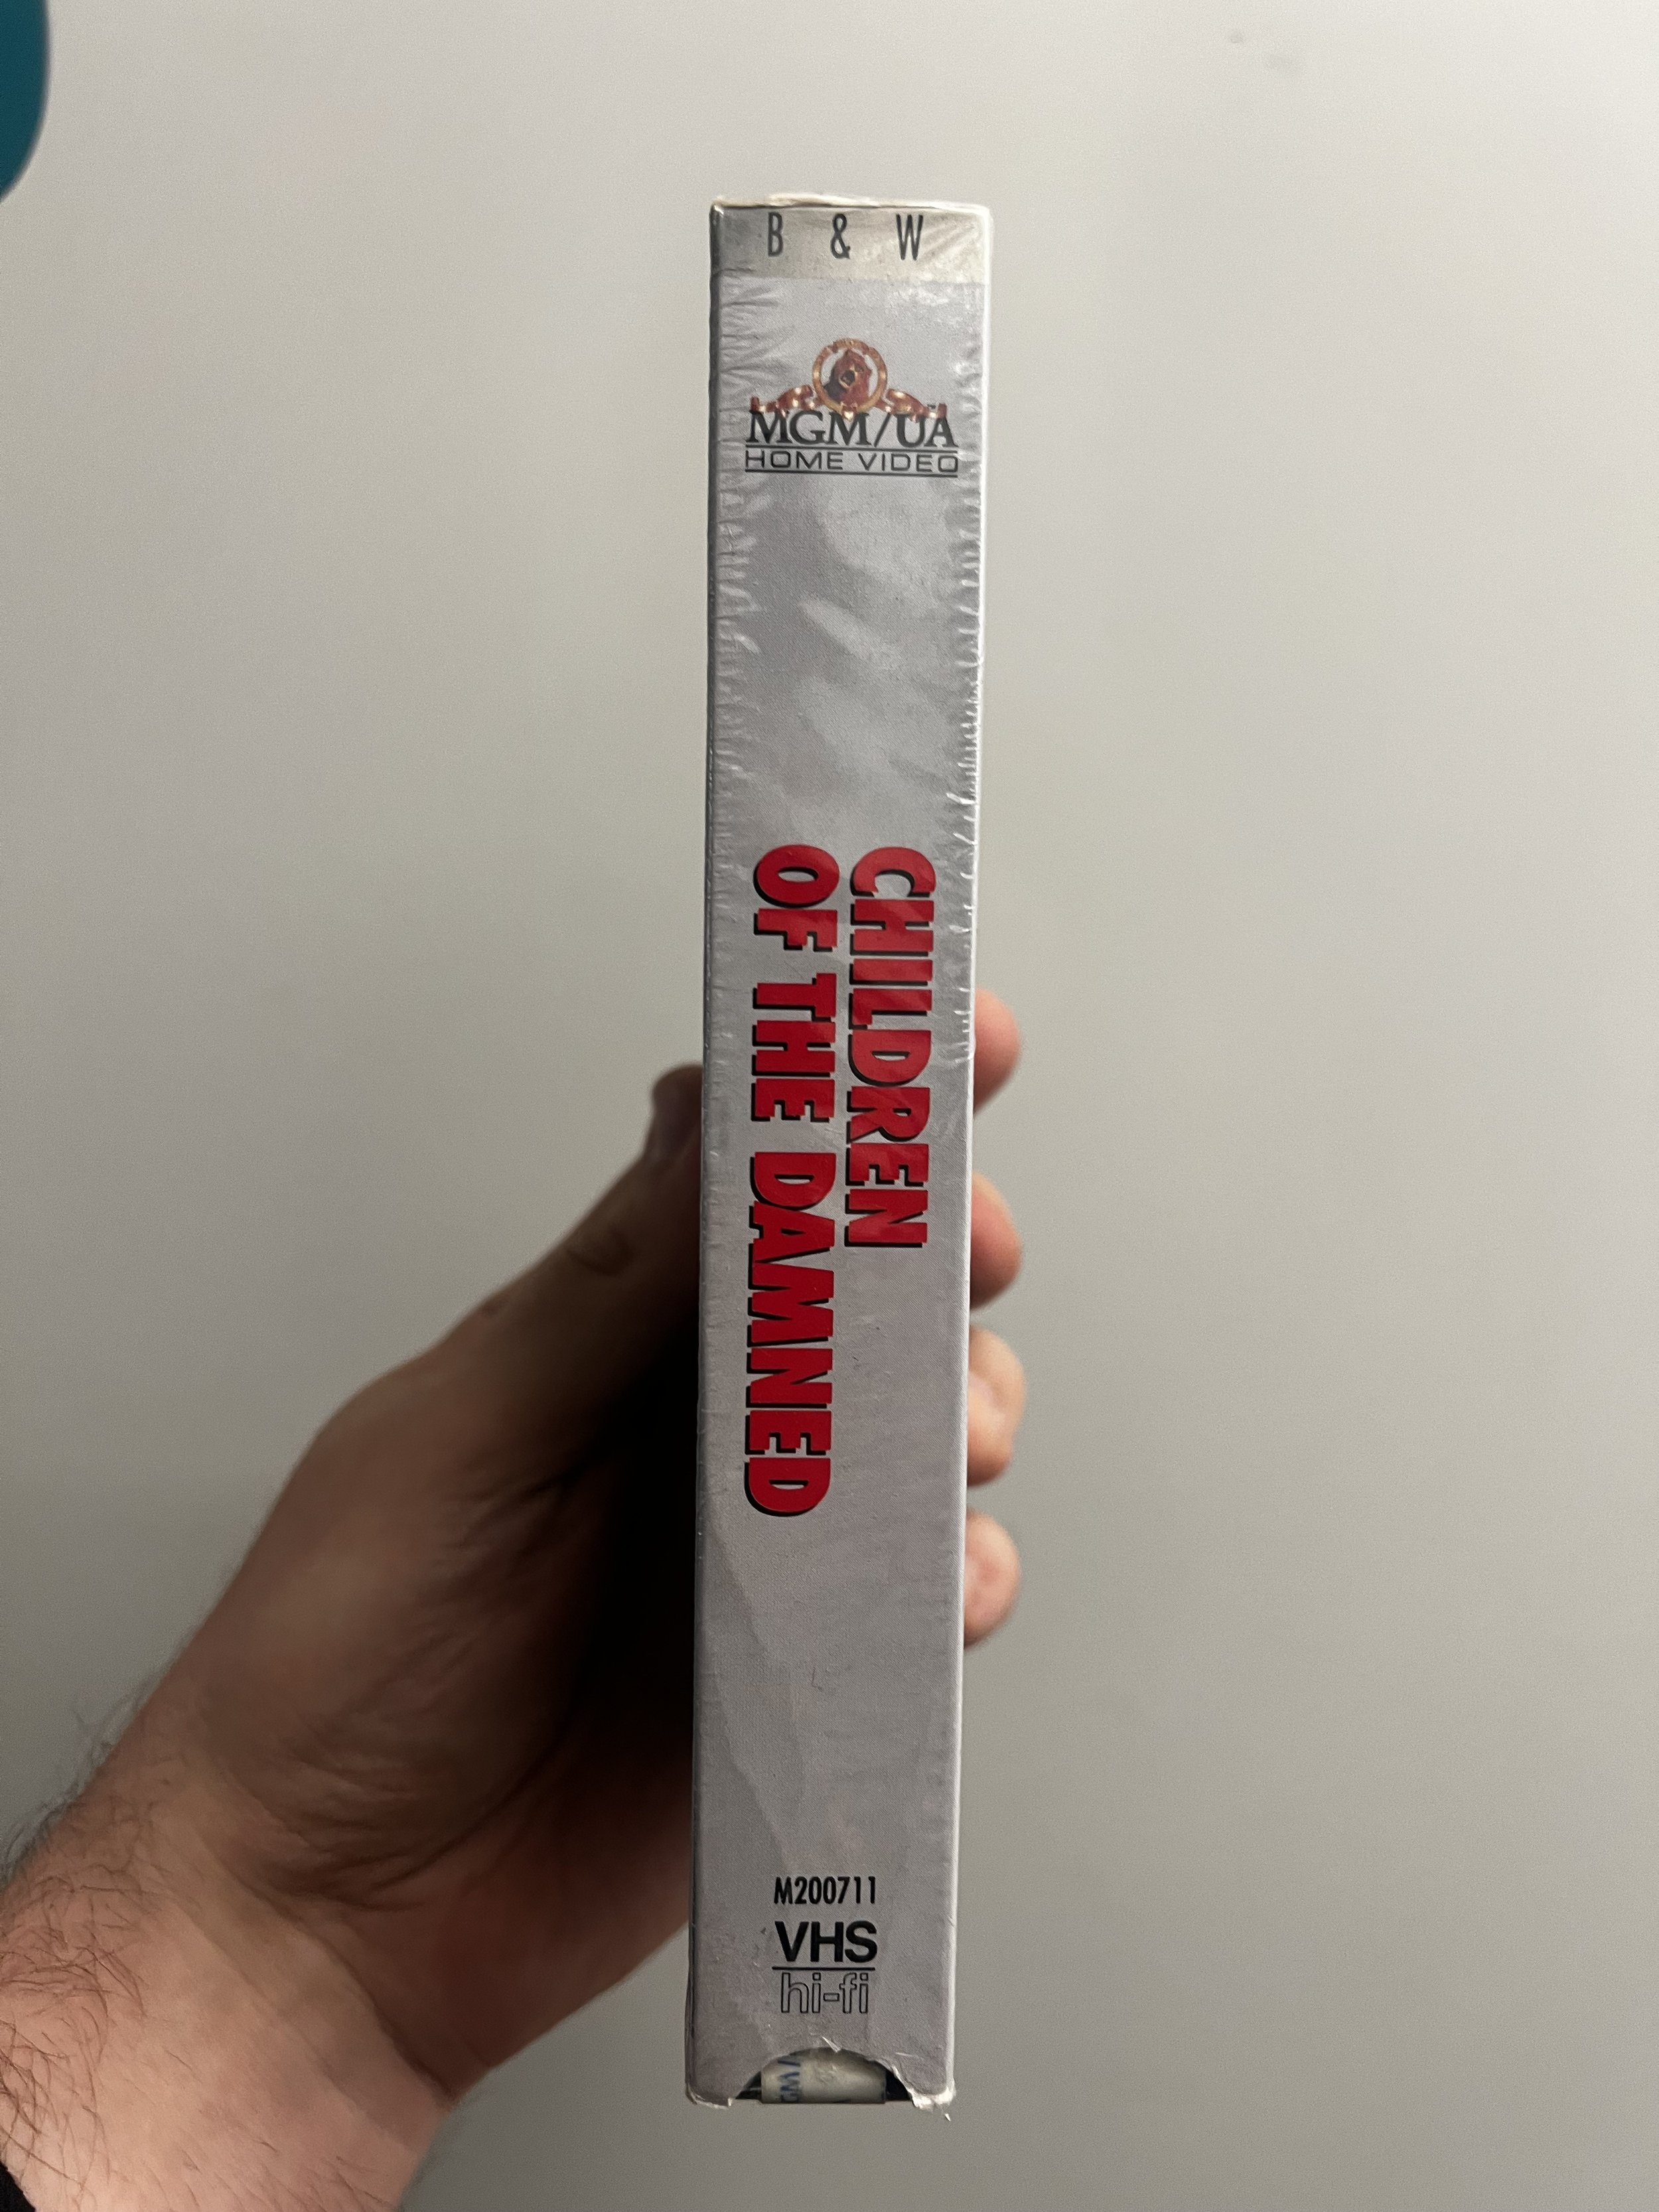 B & W
MGM/UA
HOME VIDEO
CHILDREN
OF THE DAMNED
M200711
VHS
hi-fi